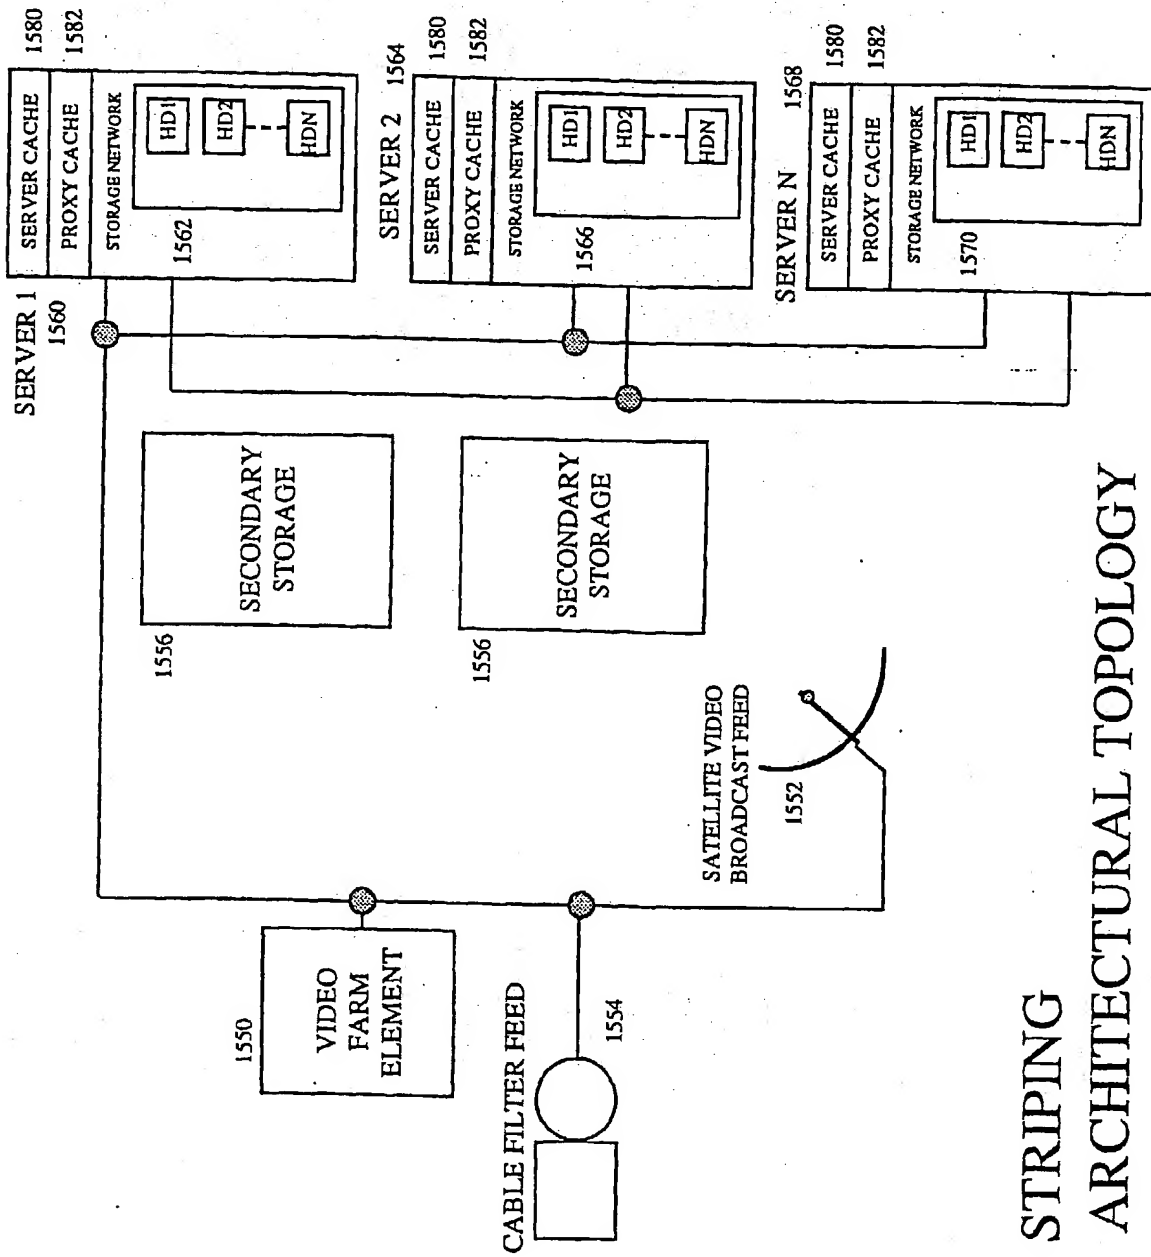 SERVER 1
1560
SERVER CACHE
1580
PROXY CACHE
1582
STORAGE NETWORK
1562
HD1
HD2
HDN
SERVER 2
1564
SERVER CACHE
1580
PROXY CACHE
1582
STORAGE NETWORK
1566
HD1
HD2
HDN
SERVER N
1568
SERVER CACHE
1580
PROXY CACHE
1582
STORAGE NETWORK
1570
HD1
HD2
HDN
1556
SECONDARY
STORAGE
1556
SECONDARY
STORAGE
1550
VIDEO
FARM
ELEMENT
CABLE FILTER FEED
1554
SATELLITE VIDEO
BROADCAST FEED
1552
STRIPING
ARCHITECTURAL TOPOLOGY